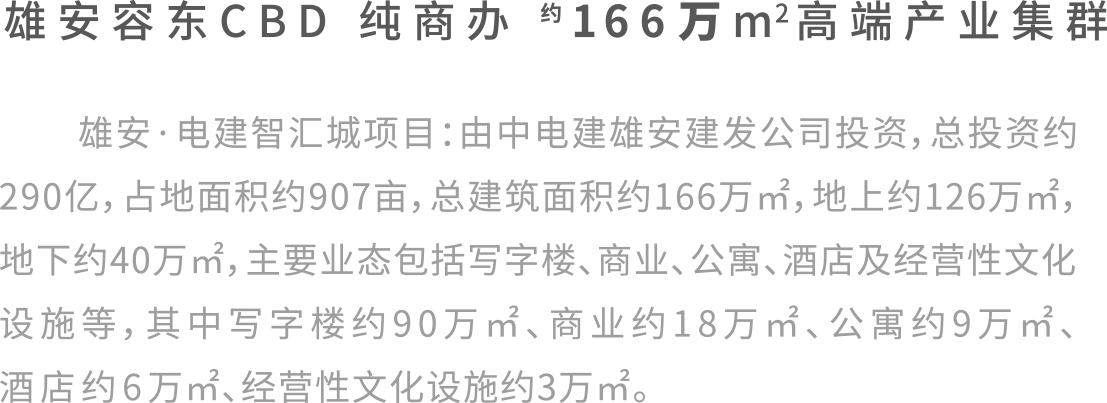 雄安容东CBD 纯商办 约166万m²高端产业集群
雄安·电建智汇城项目：由中电建雄安建发公司投资，总投资约
290亿，占地面积约907亩，总建筑面积约166万㎡，地上约126万㎡，
地下约40万㎡，主要业态包括写字楼、商业、公寓、酒店及经营性文化
设施等，其中写字楼约90万㎡、商业约18万㎡、公寓约9万㎡、
酒店约6万㎡、经营性文化设施约3万㎡。